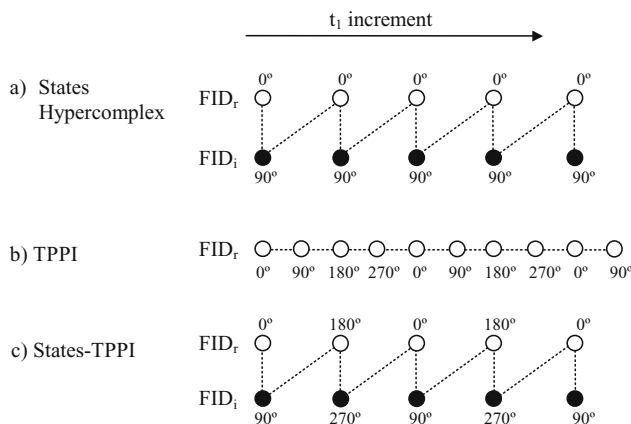 t₁ increment
a) States
Hypercomplex
FIDᵣ
0º 0º 0º 0º 0º
FIDᵢ
90º 90º 90º 90º 90º
b) TPPI
FIDᵣ
0º 90º 180º 270º 0º 90º 180º 270º 0º 90º
c) States-TPPI
0º 180º 0º 180º 0º
FIDᵣ
FIDᵢ
90º 270º 90º 270º 90º